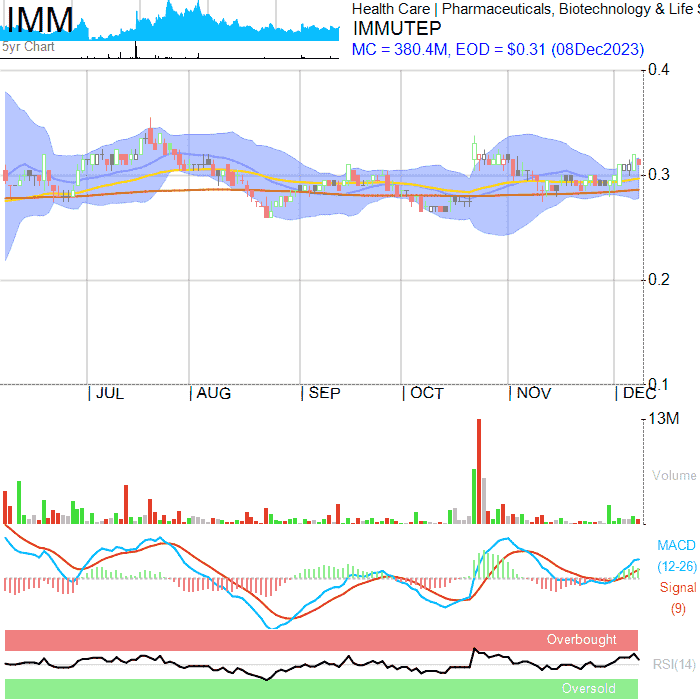 IMM
Health Care | Pharmaceuticals, Biotechnology & Life S
IMMUTEP
5yr Chart
MC = 380.4M, EOD = $0.31 (08Dec2023)
0.4
0.3
0.2
0.1
| JUL | AUG | SEP | OCT | NOV | DEC
13M
Volume
MACD
(12-26)
Signal
(9)
Overbought
RSI(14)
Oversold